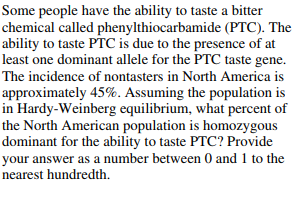 Some people have the ability to taste a bitter
chemical called phenylthiocarbamide (PTC). The
ability to taste PTC is due to the presence of at
least one dominant allele for the PTC taste gene.
The incidence of nontasters in North America is
approximately 45%. Assuming the population is
in Hardy-Weinberg equilibrium, what percent of
the North American population is homozygous
dominant for the ability to taste PTC? Provide
your answer as a number between 0 and 1 to the
nearest hundredth.